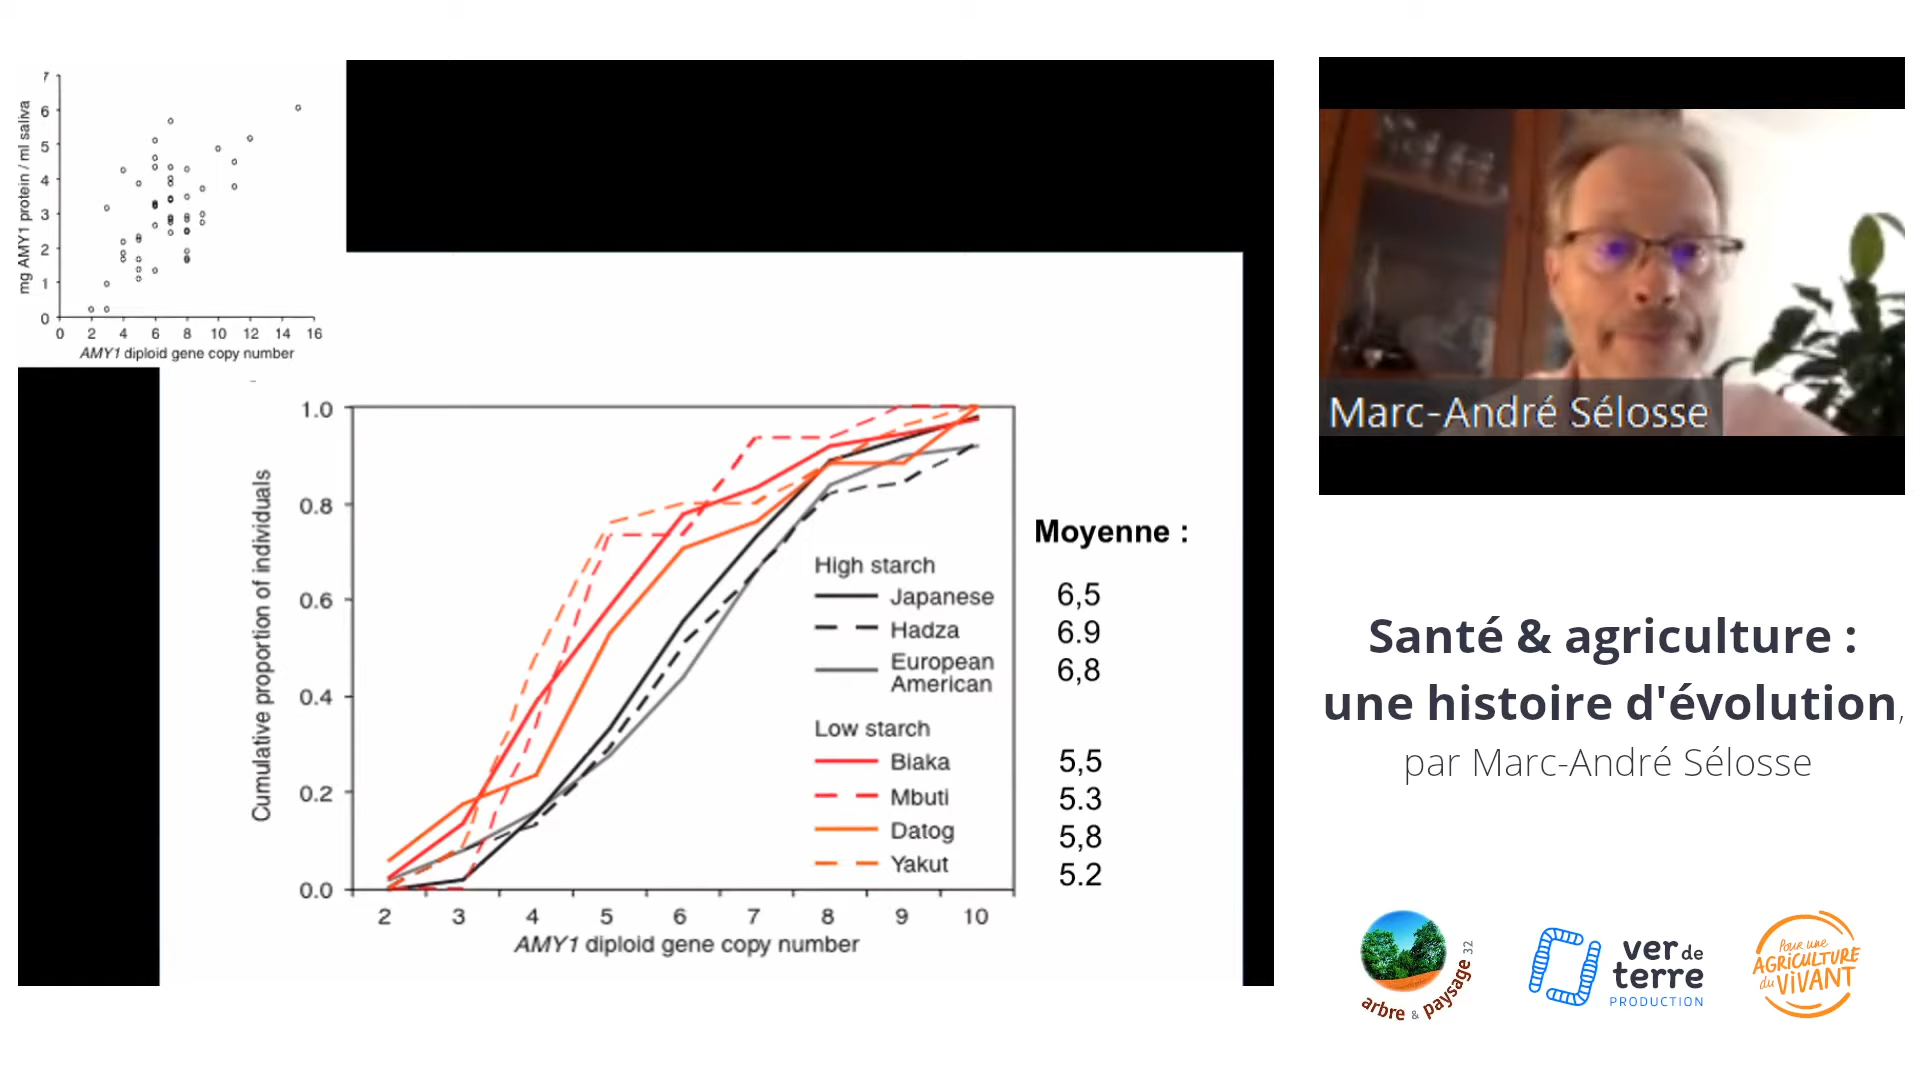 7
6
5
4
3
2
1
0
mg AMY1 protein / ml saliva
0 2 4 6 8 10 12 14 16
AMY1 diploid gene copy number
1.0
0.8
0.6
0.4
0.2
0.0
Cumulative proportion of individuals
2 3 4 5 6 7 8 9 10
AMY1 diploid gene copy number
High starch
Japanese
Hadza
European
American
Low starch
Biaka
Mbuti
Datog
Yakut
Moyenne :
6,5
6.9
6,8
5,5
5.3
5,8
5.2
Marc-André Sélosse
Santé & agriculture :
une histoire d'évolution,
par Marc-André Sélosse
arbre & paysage 32
ver de
terre
PRODUCTION
Pour une
AGRICULTURE
du VIVANT